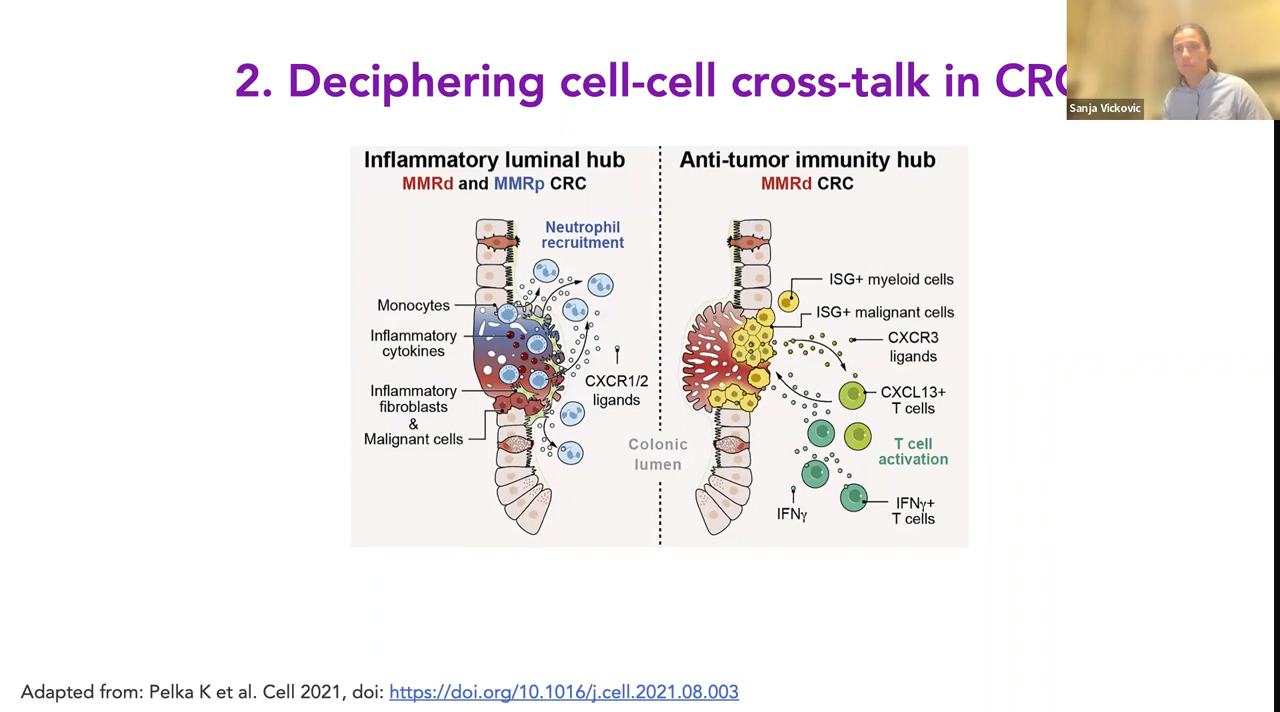 2. Deciphering cell-cell cross-talk in CRC
Sanja Vickovic
Inflammatory luminal hub
MMRd and MMRp CRC
Neutrophil
recruitment
Monocytes
Inflammatory
cytokines
Inflammatory
fibroblasts
&
Malignant cells
CXCR1/2
ligands
Colonic
lumen
Anti-tumor immunity hub
MMRd CRC
ISG+ myeloid cells
ISG+ malignant cells
CXCR3
ligands
CXCL13+
T cells
T cell
activation
IFNγ
IFNγ+
T cells
Adapted from: Pelka K et al. Cell 2021, doi: https://doi.org/10.1016/j.cell.2021.08.003